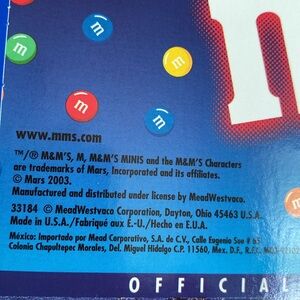 m
m
m
m
m
www.mms.com
™/® M&M'S, M, M&M'S MINIS and the M&M'S Characters
are trademarks of Mars, Incorporated and its affiliates.
© Mars 2003.
Manufactured and distributed under license by MeadWestvaco.
33184 © MeadWestvaco Corporation, Dayton, Ohio 45463 U.S.A.
Made in U.S.A./Fabriqué aux É.-U./Hecho en E.U.A.
México: Importado por Mead Corporativo, S.A. de C.V., Calle Eugenio Sue # 65
Colonia Chapultepec Morales, Del. Miguel Hidalgo C.P. 11560, Mex. D.F., R.F.C.
OFFICIAL